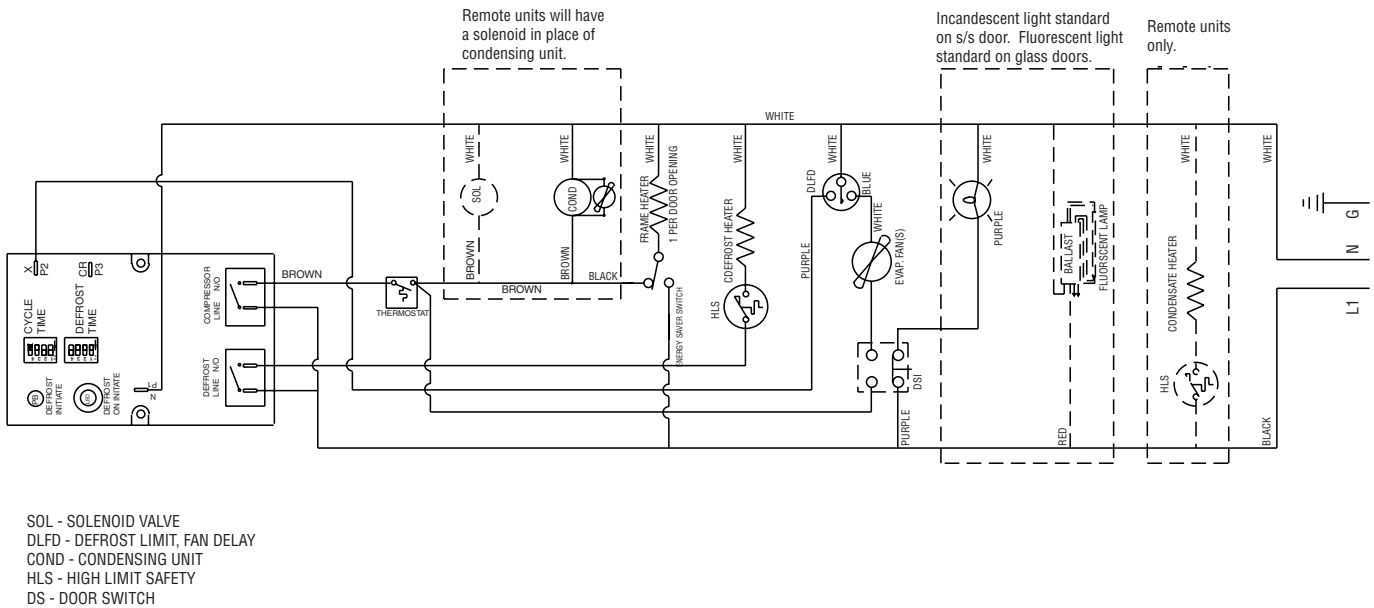 Remote units will have
a solenoid in place of
condensing unit.
Incandescent light standard
on s/s door. Fluorescent light
standard on glass doors.
Remote units
only.
WHITE
WHITE
SOL
BROWN
WHITE
COND
BROWN
WHITE
FRAME HEATER
1 PER DOOR OPENING
WHITE
CDEFROST HEATER
HLS
WHITE
DLFD
BLUE
PURPLE
WHITE
EVAP. FAN(S)
WHITE
PURPLE
BALLAST
FLUORSCENT LAMP
WHITE
CONDENSATE HEATER
HLS
WHITE
G
N
L1
X
P2
CR
P3
CYCLE
TIME
DEFROST
TIME
COMPRESSOR
LINE N/O
BROWN
THERMOSTAT
BROWN
BLACK
ENERGY SAVER SWITCH
DEFROST
LINE N/O
PB
DEFROST
INITIATE
LED
DEFROST
ON INITIATE
P1
N
DSI
PURPLE
RED
BLACK
SOL - SOLENOID VALVE
DLFD - DEFROST LIMIT, FAN DELAY
COND - CONDENSING UNIT
HLS - HIGH LIMIT SAFETY
DS - DOOR SWITCH